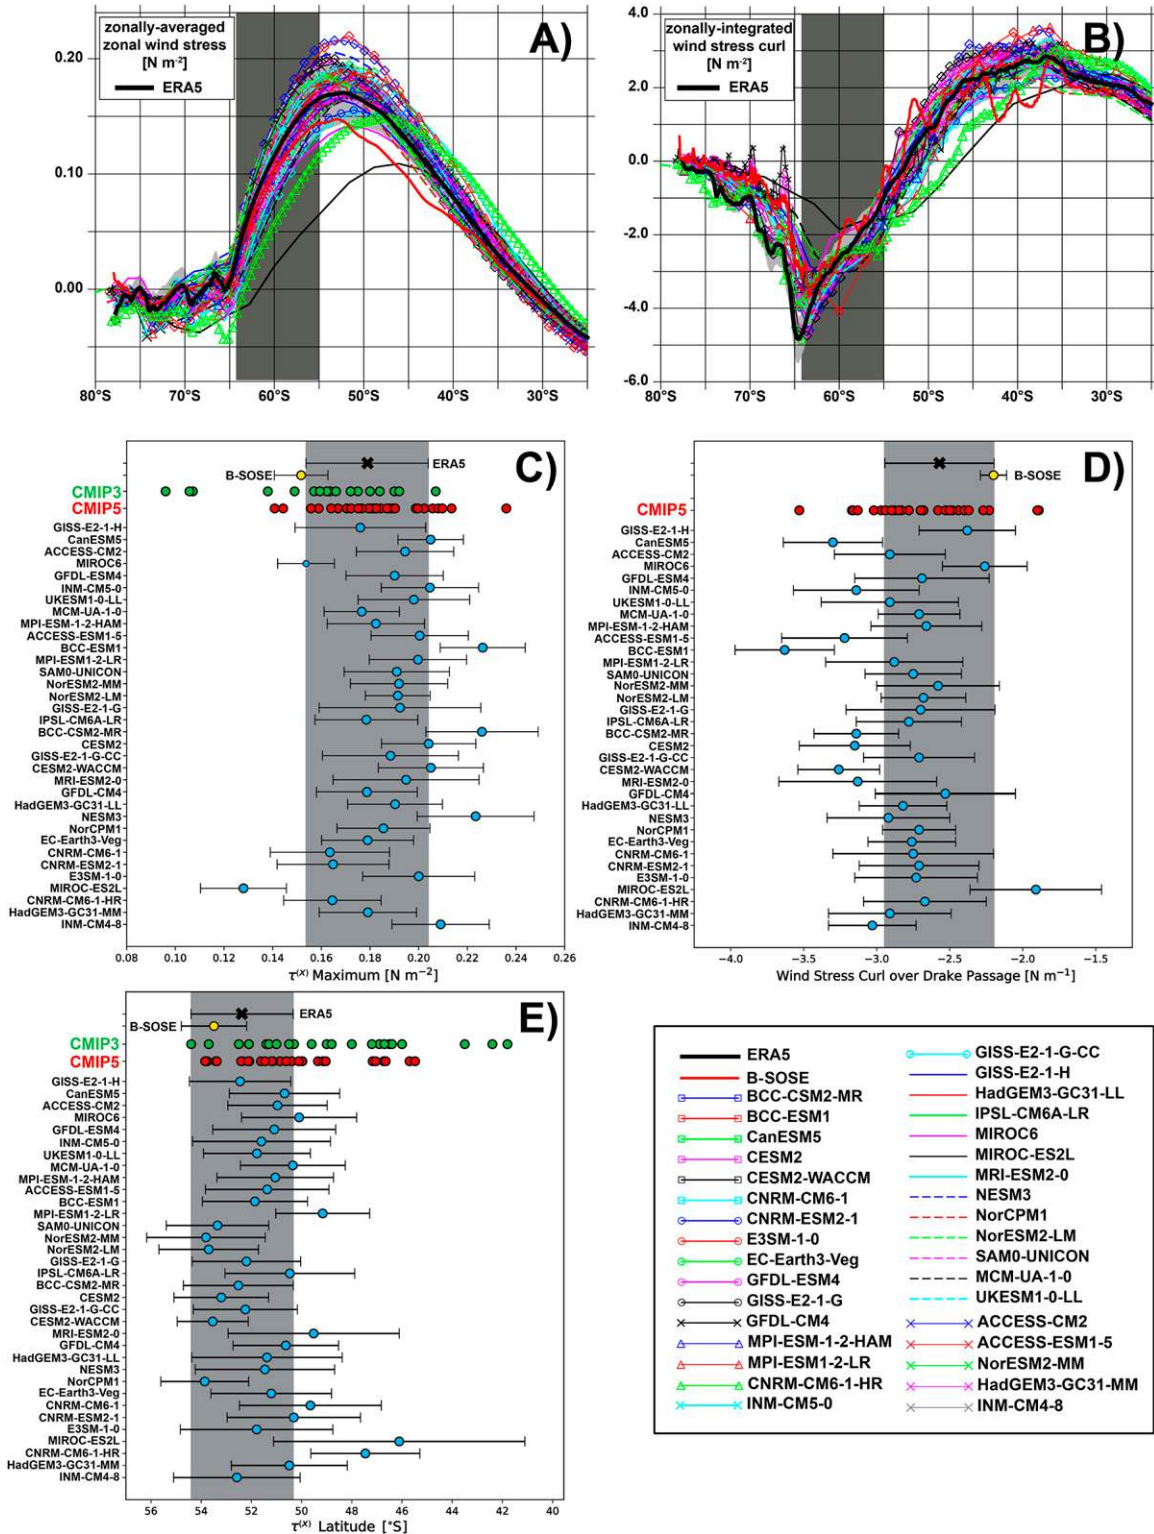 zonally-averaged
zonal wind stress
[N m-2]
ERA5
A)
0.20
0.10
0.00
80°S 70°S 60°S 50°S 40°S 30°S
zonally-integrated
wind stress curl
[N m-2]
ERA5
B)
4.0
2.0
0.0
-2.0
-4.0
-6.0
80°S 70°S 60°S 50°S 40°S 30°S
C)
ERA5
B-SOSE
CMIP3
CMIP5
GISS-E2-1-H
CanESM5
ACCESS-CM2
MIROC6
GFDL-ESM4
INM-CM5-0
UKESM1-0-LL
MCM-UA-1-0
MPI-ESM-1-2-HAM
ACCESS-ESM1-5
BCC-ESM1
MPI-ESM1-2-LR
SAM0-UNICON
NorESM2-MM
NorESM2-LM
GISS-E2-1-G
IPSL-CM6A-LR
BCC-CSM2-MR
CESM2
GISS-E2-1-G-CC
CESM2-WACCM
MRI-ESM2-0
GFDL-CM4
HadGEM3-GC31-LL
NESM3
NorCPM1
EC-Earth3-Veg
CNRM-CM6-1
CNRM-ESM2-1
E3SM-1-0
MIROC-ES2L
CNRM-CM6-1-HR
HadGEM3-GC31-MM
INM-CM4-8
0.08 0.10 0.12 0.14 0.16 0.18 0.20 0.22 0.24 0.26
τ(x) Maximum [N m−2]
D)
ERA5
B-SOSE
CMIP5
GISS-E2-1-H
CanESM5
ACCESS-CM2
MIROC6
GFDL-ESM4
INM-CM5-0
UKESM1-0-LL
MCM-UA-1-0
MPI-ESM-1-2-HAM
ACCESS-ESM1-5
BCC-ESM1
MPI-ESM1-2-LR
SAM0-UNICON
NorESM2-MM
NorESM2-LM
GISS-E2-1-G
IPSL-CM6A-LR
BCC-CSM2-MR
CESM2
GISS-E2-1-G-CC
CESM2-WACCM
MRI-ESM2-0
GFDL-CM4
HadGEM3-GC31-LL
NESM3
NorCPM1
EC-Earth3-Veg
CNRM-CM6-1
CNRM-ESM2-1
E3SM-1-0
MIROC-ES2L
CNRM-CM6-1-HR
HadGEM3-GC31-MM
INM-CM4-8
−4.0 −3.5 −3.0 −2.5 −2.0 −1.5
Wind Stress Curl over Drake Passage [N m−1]
E)
ERA5
B-SOSE
CMIP3
CMIP5
GISS-E2-1-H
CanESM5
ACCESS-CM2
MIROC6
GFDL-ESM4
INM-CM5-0
UKESM1-0-LL
MCM-UA-1-0
MPI-ESM-1-2-HAM
ACCESS-ESM1-5
BCC-ESM1
MPI-ESM1-2-LR
SAM0-UNICON
NorESM2-MM
NorESM2-LM
GISS-E2-1-G
IPSL-CM6A-LR
BCC-CSM2-MR
CESM2
GISS-E2-1-G-CC
CESM2-WACCM
MRI-ESM2-0
GFDL-CM4
HadGEM3-GC31-LL
NESM3
NorCPM1
EC-Earth3-Veg
CNRM-CM6-1
CNRM-ESM2-1
E3SM-1-0
MIROC-ES2L
CNRM-CM6-1-HR
HadGEM3-GC31-MM
INM-CM4-8
56 54 52 50 48 46 44 42 40
τ(x) Latitude [°S]
ERA5
B-SOSE
BCC-CSM2-MR
BCC-ESM1
CanESM5
CESM2
CESM2-WACCM
CNRM-CM6-1
CNRM-ESM2-1
E3SM-1-0
EC-Earth3-Veg
GFDL-ESM4
GISS-E2-1-G
GFDL-CM4
MPI-ESM-1-2-HAM
MPI-ESM1-2-LR
CNRM-CM6-1-HR
INM-CM5-0
GISS-E2-1-G-CC
GISS-E2-1-H
HadGEM3-GC31-LL
IPSL-CM6A-LR
MIROC6
MIROC-ES2L
MRI-ESM2-0
NESM3
NorCPM1
NorESM2-LM
SAM0-UNICON
MCM-UA-1-0
UKESM1-0-LL
ACCESS-CM2
ACCESS-ESM1-5
NorESM2-MM
HadGEM3-GC31-MM
INM-CM4-8